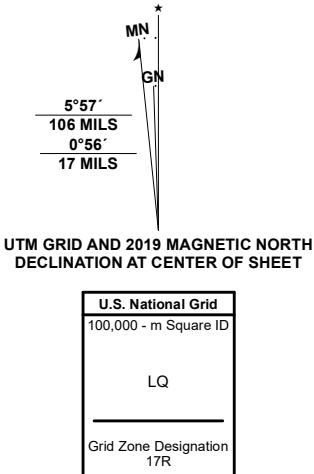 ★
MN
GN
5°57´
106 MILS
0°56´
17 MILS
UTM GRID AND 2019 MAGNETIC NORTH
DECLINATION AT CENTER OF SHEET
U.S. National Grid
100,000 - m Square ID
LQ
Grid Zone Designation
17R